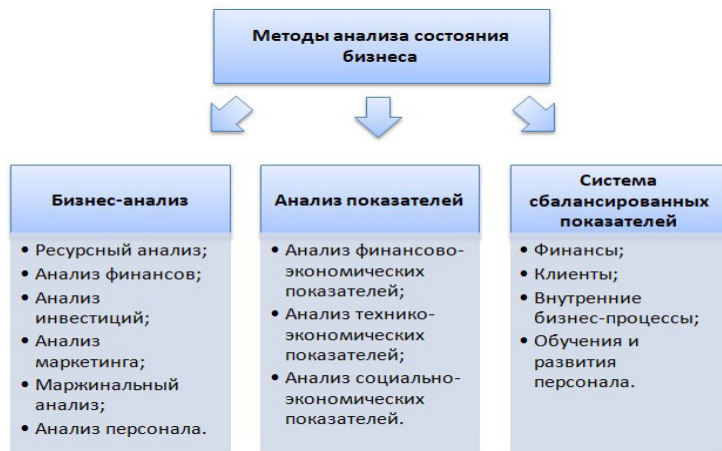 Методы анализа состояния
бизнеса
Бизнес-анализ
• Ресурсный анализ;
• Анализ финансов;
• Анализ
инвестиций;
• Анализ
маркетинга;
• Маржинальный
анализ;
• Анализ персонала.
Анализ показателей
• Анализ финансово-
экономических
показателей;
• Анализ технико-
экономических
показателей;
• Анализ социально-
экономических
показателей.
Система
сбалансированных
показателей
• Финансы;
• Клиенты;
• Внутренние
бизнес-процессы;
• Обучения и
развития
персонала.